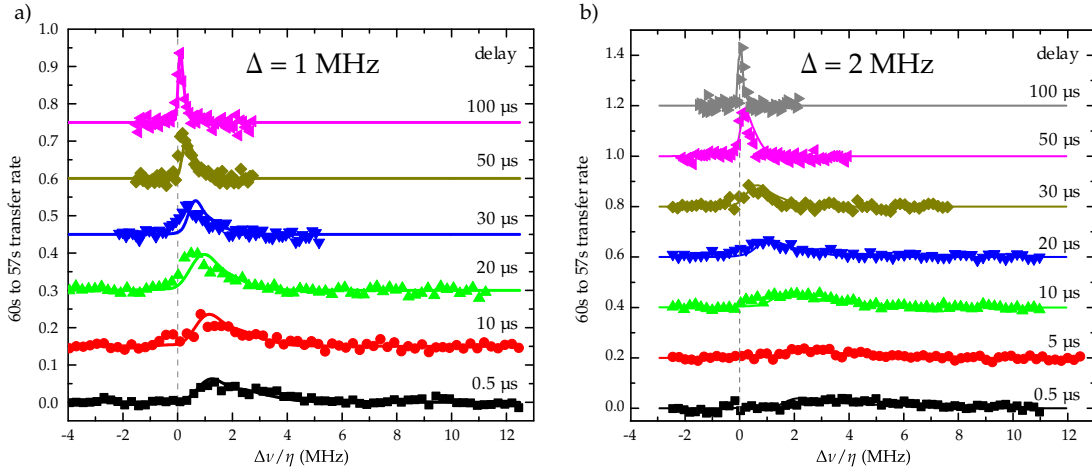 a)
b)
60s to 57s transfer rate
1.0
0.9
0.8
0.7
0.6
0.5
0.4
0.3
0.2
0.1
0.0
Δ = 1 MHz
delay
100 µs
50 µs
30 µs
20 µs
10 µs
0.5 µs
-4 -2 0 2 4 6 8 10 12
Δν/η (MHz)
60s to 57s transfer rate
1.4
1.2
1.0
0.8
0.6
0.4
0.2
0.0
Δ = 2 MHz
delay
100 µs
50 µs
30 µs
20 µs
10 µs
5 µs
0.5 µs
-4 -2 0 2 4 6 8 10 12
Δν/η (MHz)